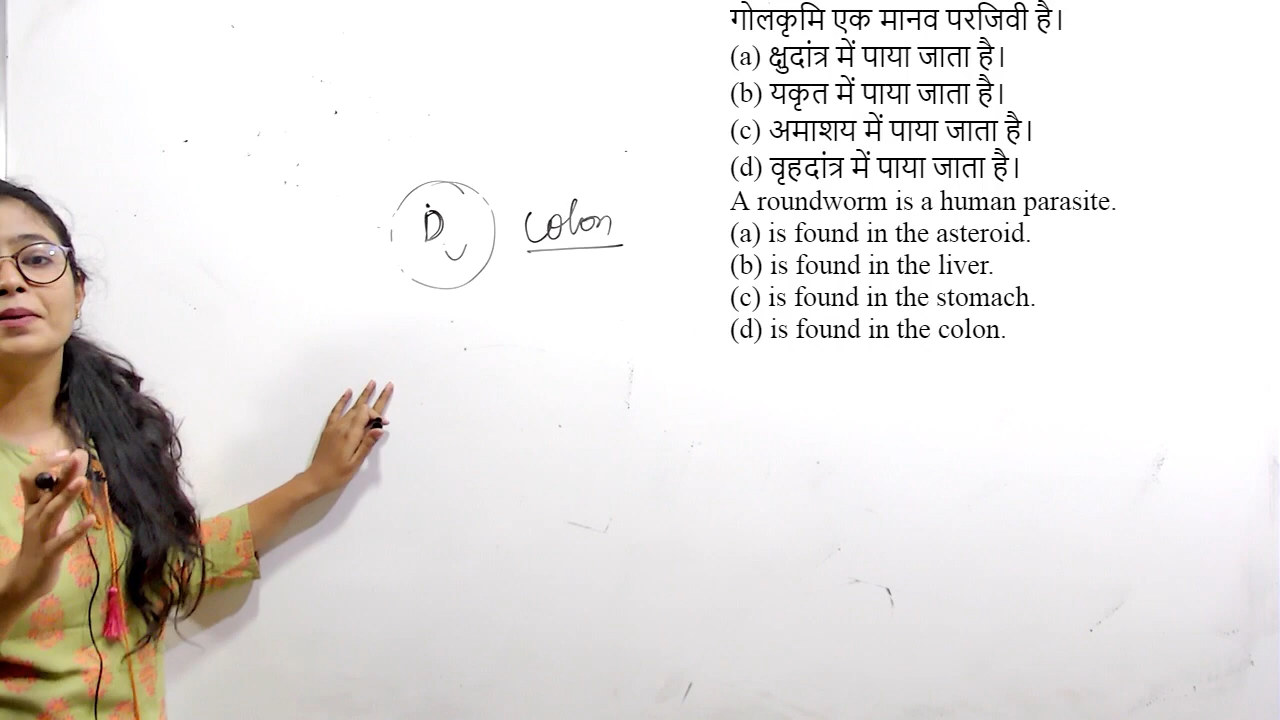 गोलकृमि एक मानव परजिवी है।
(a) क्षुदांत्र में पाया जाता है।
(b) यकृत में पाया जाता है।
(c) अमाशय में पाया जाता है।
(d) वृहदांत्र में पाया जाता है।
A roundworm is a human parasite.
(a) is found in the asteroid.
(b) is found in the liver.
(c) is found in the stomach.
(d) is found in the colon.
D colon